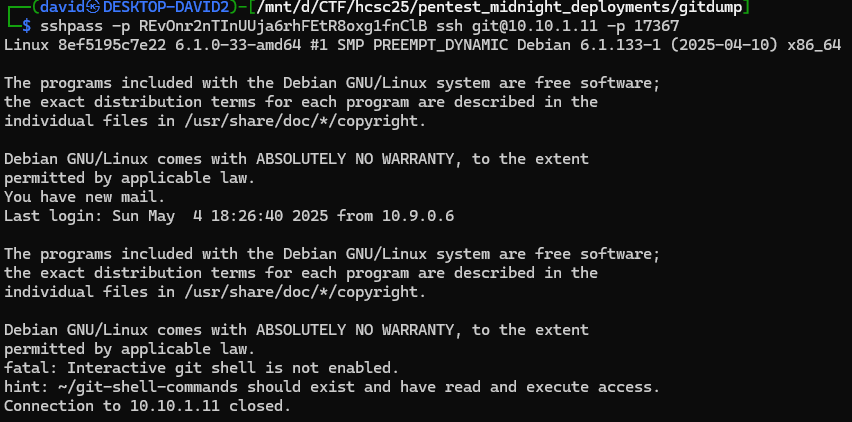 ┌──(david㉿DESKTOP-DAVID2)-[/mnt/d/CTF/hcsc25/pentest_midnight_deployments/gitdump]
└─$ sshpass -p REvOnr2nTInUUja6rhFEtR8oxg1fnClB ssh git@10.10.1.11 -p 17367
Linux 8ef5195c7e22 6.1.0-33-amd64 #1 SMP PREEMPT_DYNAMIC Debian 6.1.133-1 (2025-04-10) x86_64

The programs included with the Debian GNU/Linux system are free software;
the exact distribution terms for each program are described in the
individual files in /usr/share/doc/*/copyright.

Debian GNU/Linux comes with ABSOLUTELY NO WARRANTY, to the extent
permitted by applicable law.
You have new mail.
Last login: Sun May  4 18:26:40 2025 from 10.9.0.6

The programs included with the Debian GNU/Linux system are free software;
the exact distribution terms for each program are described in the
individual files in /usr/share/doc/*/copyright.

Debian GNU/Linux comes with ABSOLUTELY NO WARRANTY, to the extent
permitted by applicable law.
fatal: Interactive git shell is not enabled.
hint: ~/git-shell-commands should exist and have read and execute access.
Connection to 10.10.1.11 closed.